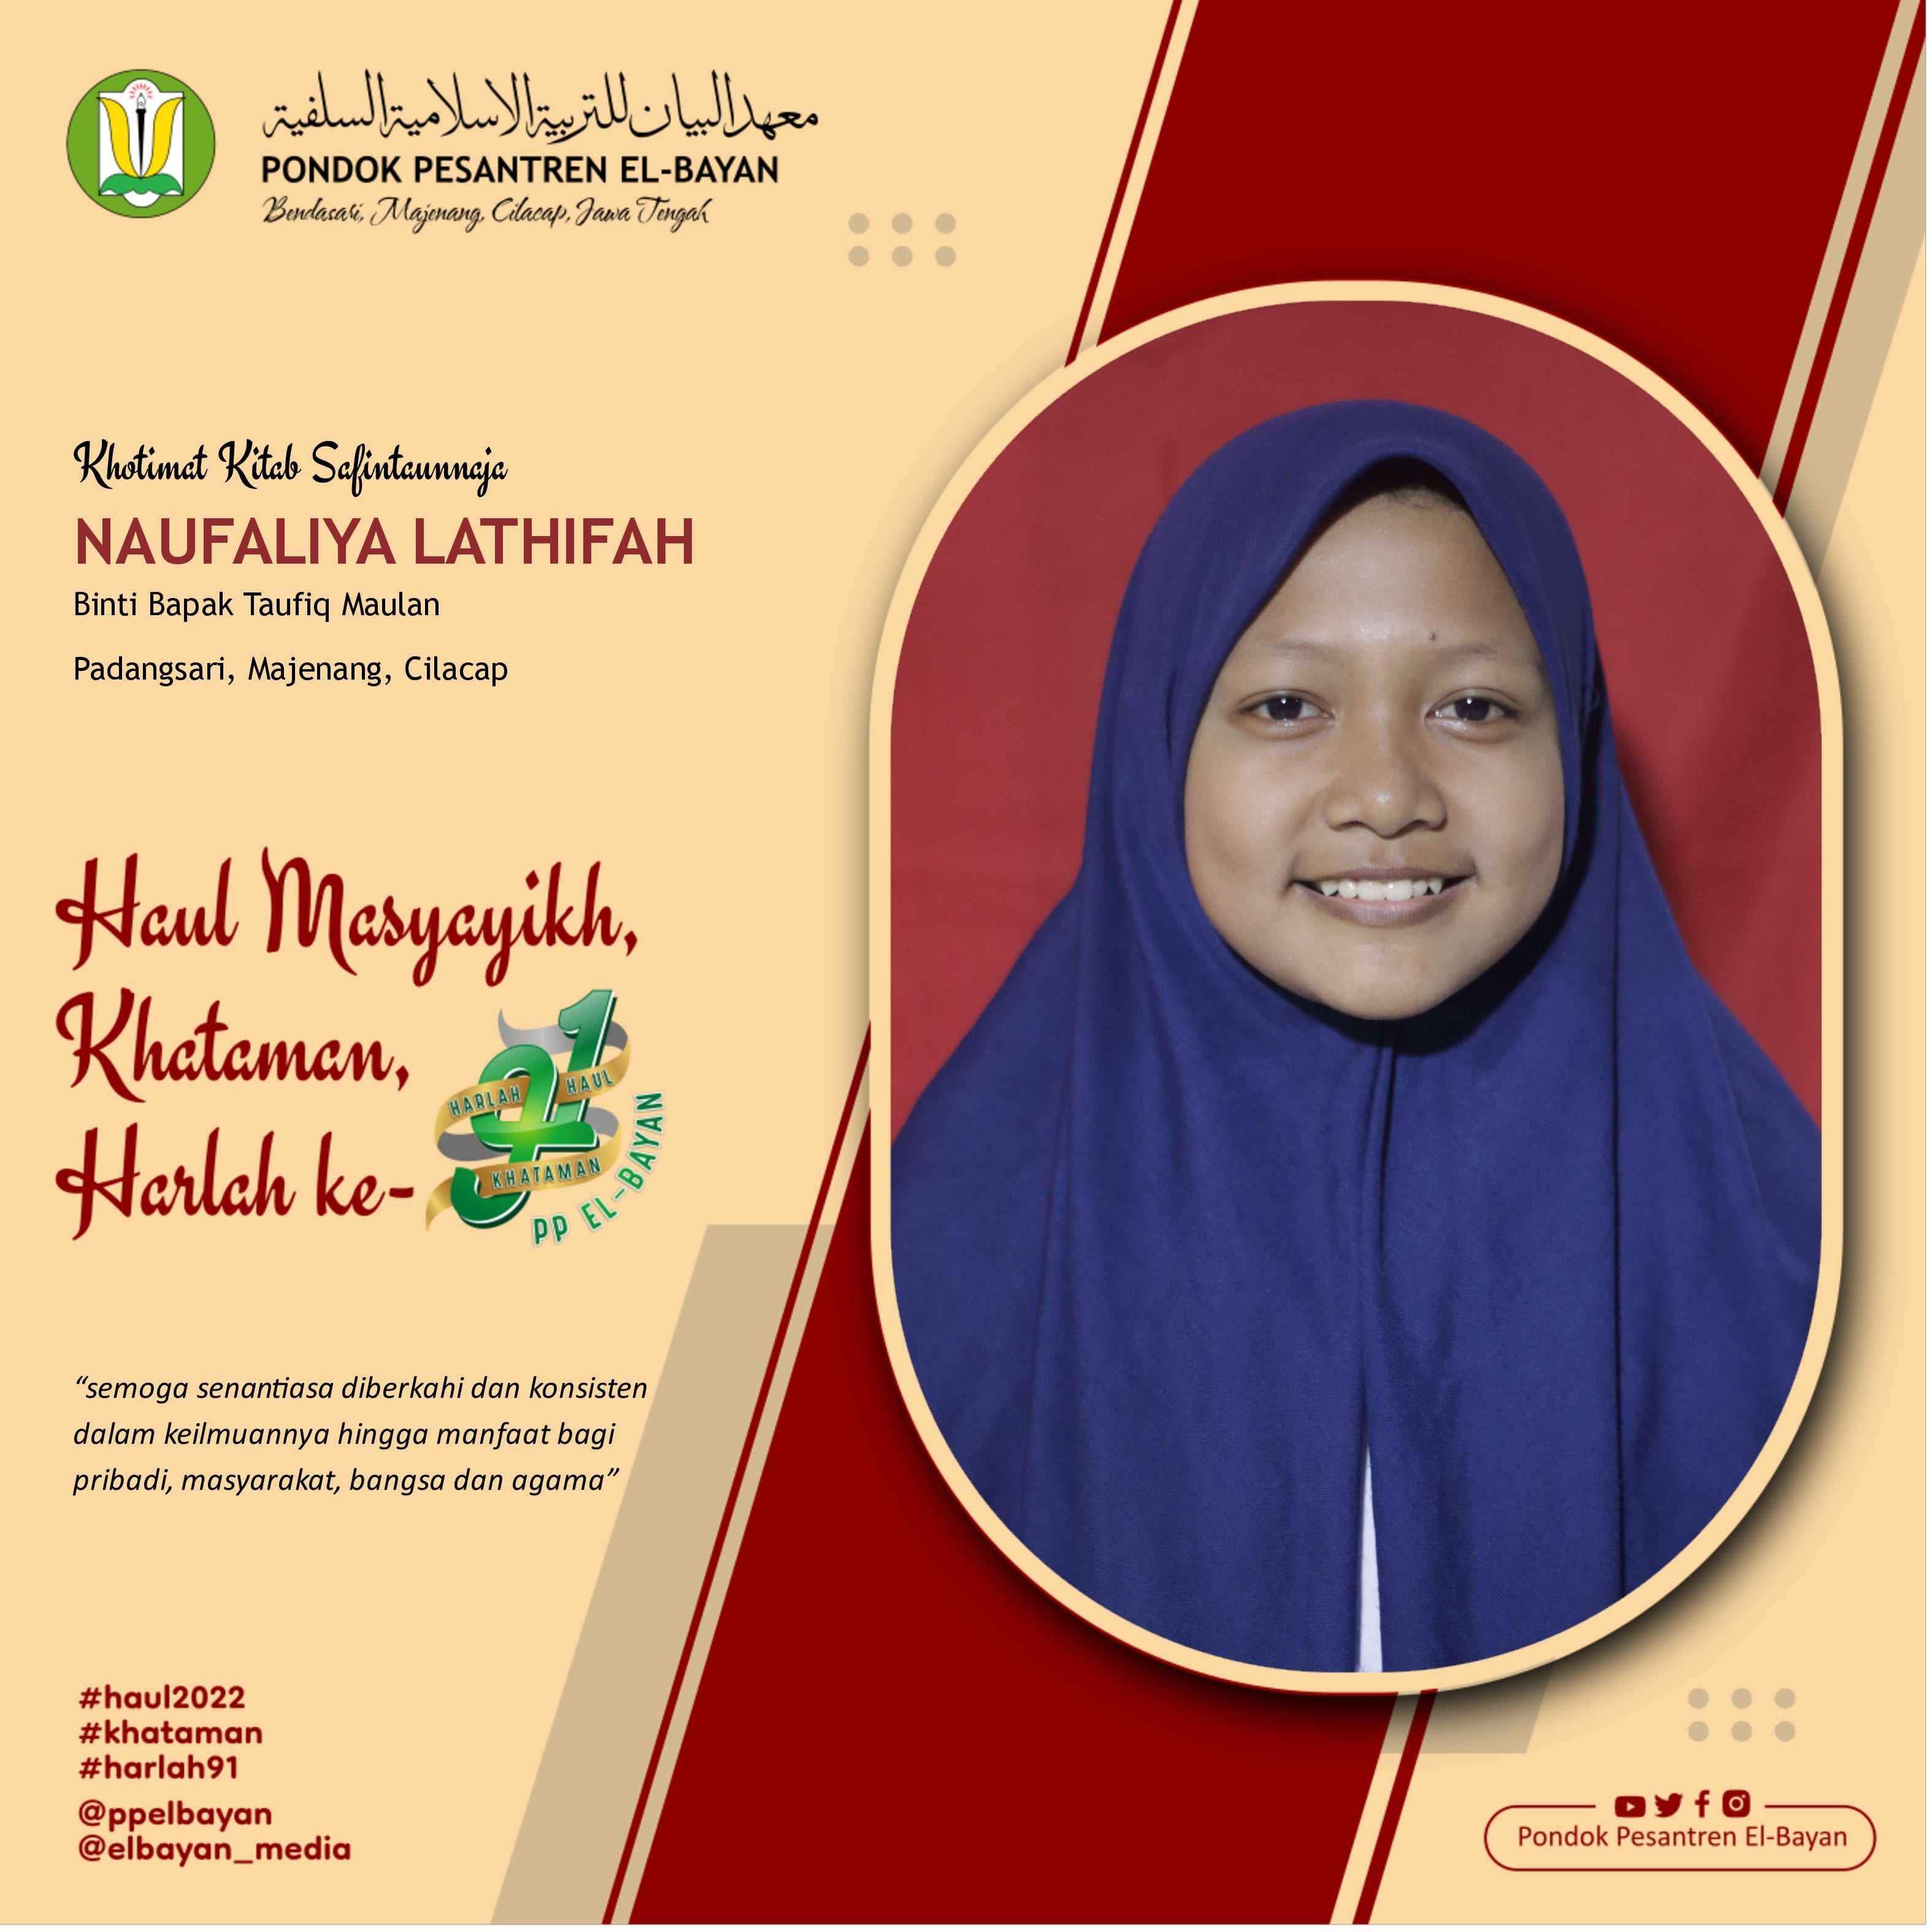 معهد البيان للتربية الاسلامية السلفية
PONDOK PESANTREN EL-BAYAN
Bendasari, Majenang, Cilacap, Jawa Tengah
Khotimat Kitab Safintaunnaja
NAUFALIYA LATHIFAH
Binti Bapak Taufiq Maulan
Padangsari, Majenang, Cilacap
Haul Masyayikh,
Khataman,
Harlah ke-
91
HARLAH HAUL
KHATAMAN
PP EL-BAYAN
“semoga senantiasa diberkahi dan konsisten
dalam keilmuannya hingga manfaat bagi
pribadi, masyarakat, bangsa dan agama”
#haul2022
#khataman
#harlah91
@ppelbayan
@elbayan_media
Pondok Pesantren El-Bayan